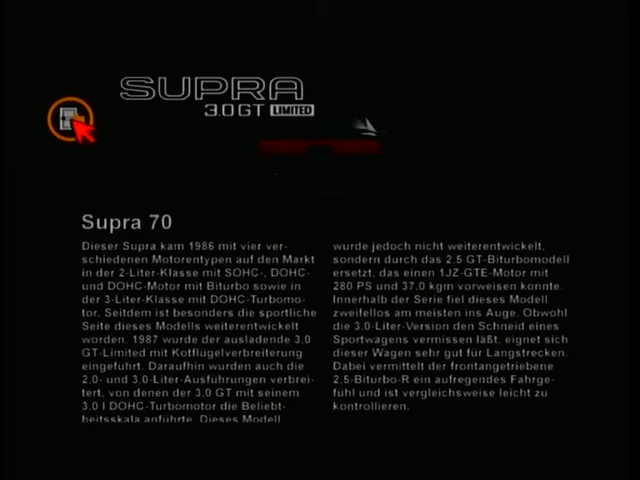 SUPRA
3.0GT LIMITED
Supra 70
Dieser Supra kam 1986 mit vier ver-
schiedenen Motorentypen auf den Markt
in der 2-Liter-Klasse mit SOHC-, DOHC-
und DOHC-Motor mit Biturbo sowie in
der 3-Liter-Klasse mit DOHC-Turbomo-
tor. Seitdem ist besonders die sportliche
Seite dieses Modells weiterentwickelt
worden. 1987 wurde der ausladende 3,0
GT-Limited mit Kotflügelverbreiterung
eingeführt. Daraufhin wurden auch die
2.0- und 3.0-Liter-Ausführungen verbrei-
tert, von denen der 3,0 GT mit seinem
3,0 l DOHC-Turbomotor die Beliebt-
heitsskala anführte. Dieses Modell
wurde jedoch nicht weiterentwickelt,
sondern durch das 2,5 GT-Biturbomodell
ersetzt, das einen 1JZ-GTE-Motor mit
280 PS und 37,0 kgm vorweisen konnte.
Innerhalb der Serie fiel dieses Modell
zweifellos am meisten ins Auge. Obwohl
die 3,0-Liter-Version den Schneid eines
Sportwagens vermissen läßt, eignet sich
dieser Wagen sehr gut für Langstrecken.
Dabei vermittelt der frontangetriebene
2,5-Biturbo-R ein aufregendes Fahrge-
fühl und ist vergleichsweise leicht zu
kontrollieren.